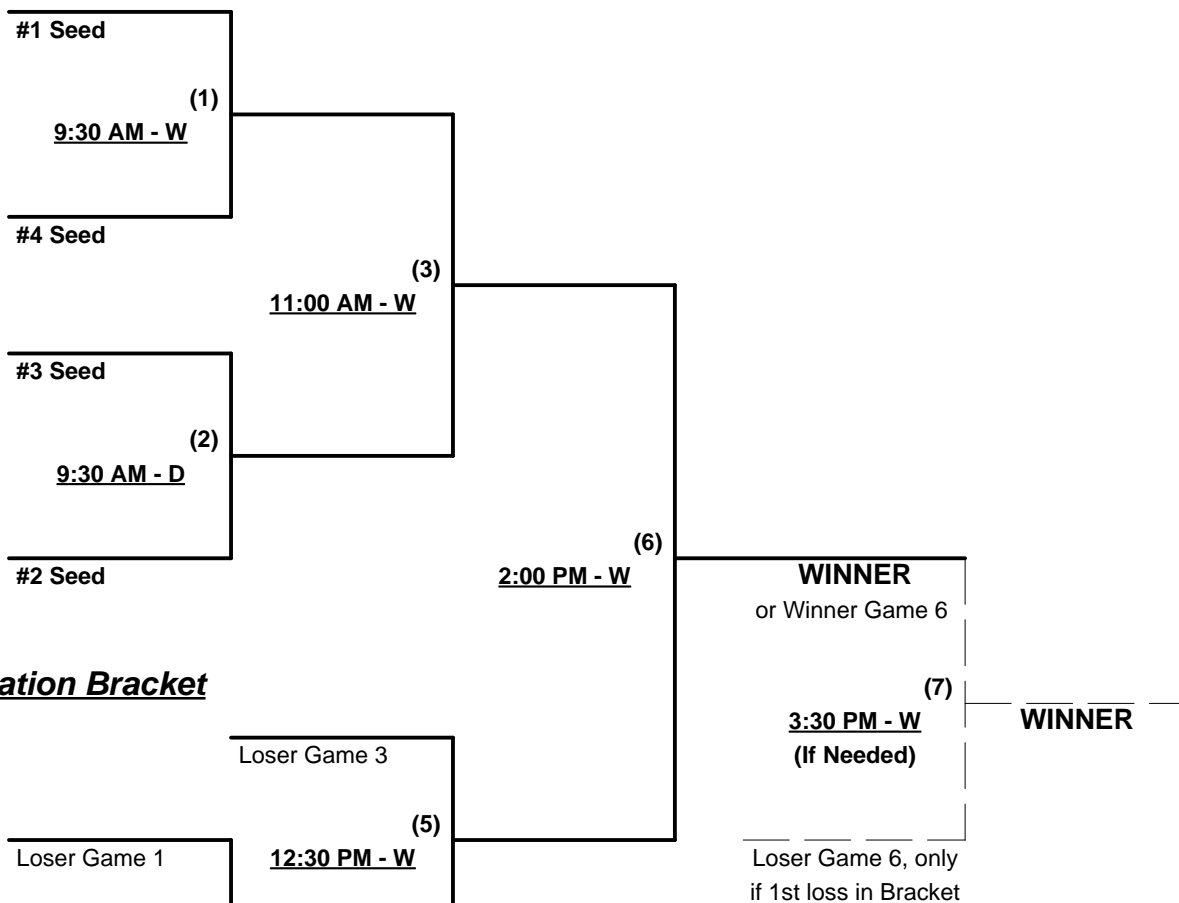 #1 Seed
(1)
9:30 AM - W
#4 Seed
(3)
11:00 AM - W
#3 Seed
(2)
9:30 AM - D
#2 Seed
(6)
2:00 PM - W
WINNER
or Winner Game 6
ation Bracket
(7)
3:30 PM - W
(If Needed)
WINNER
Loser Game 3
(5)
12:30 PM - W
Loser Game 1
Loser Game 6, only
if 1st loss in Bracket